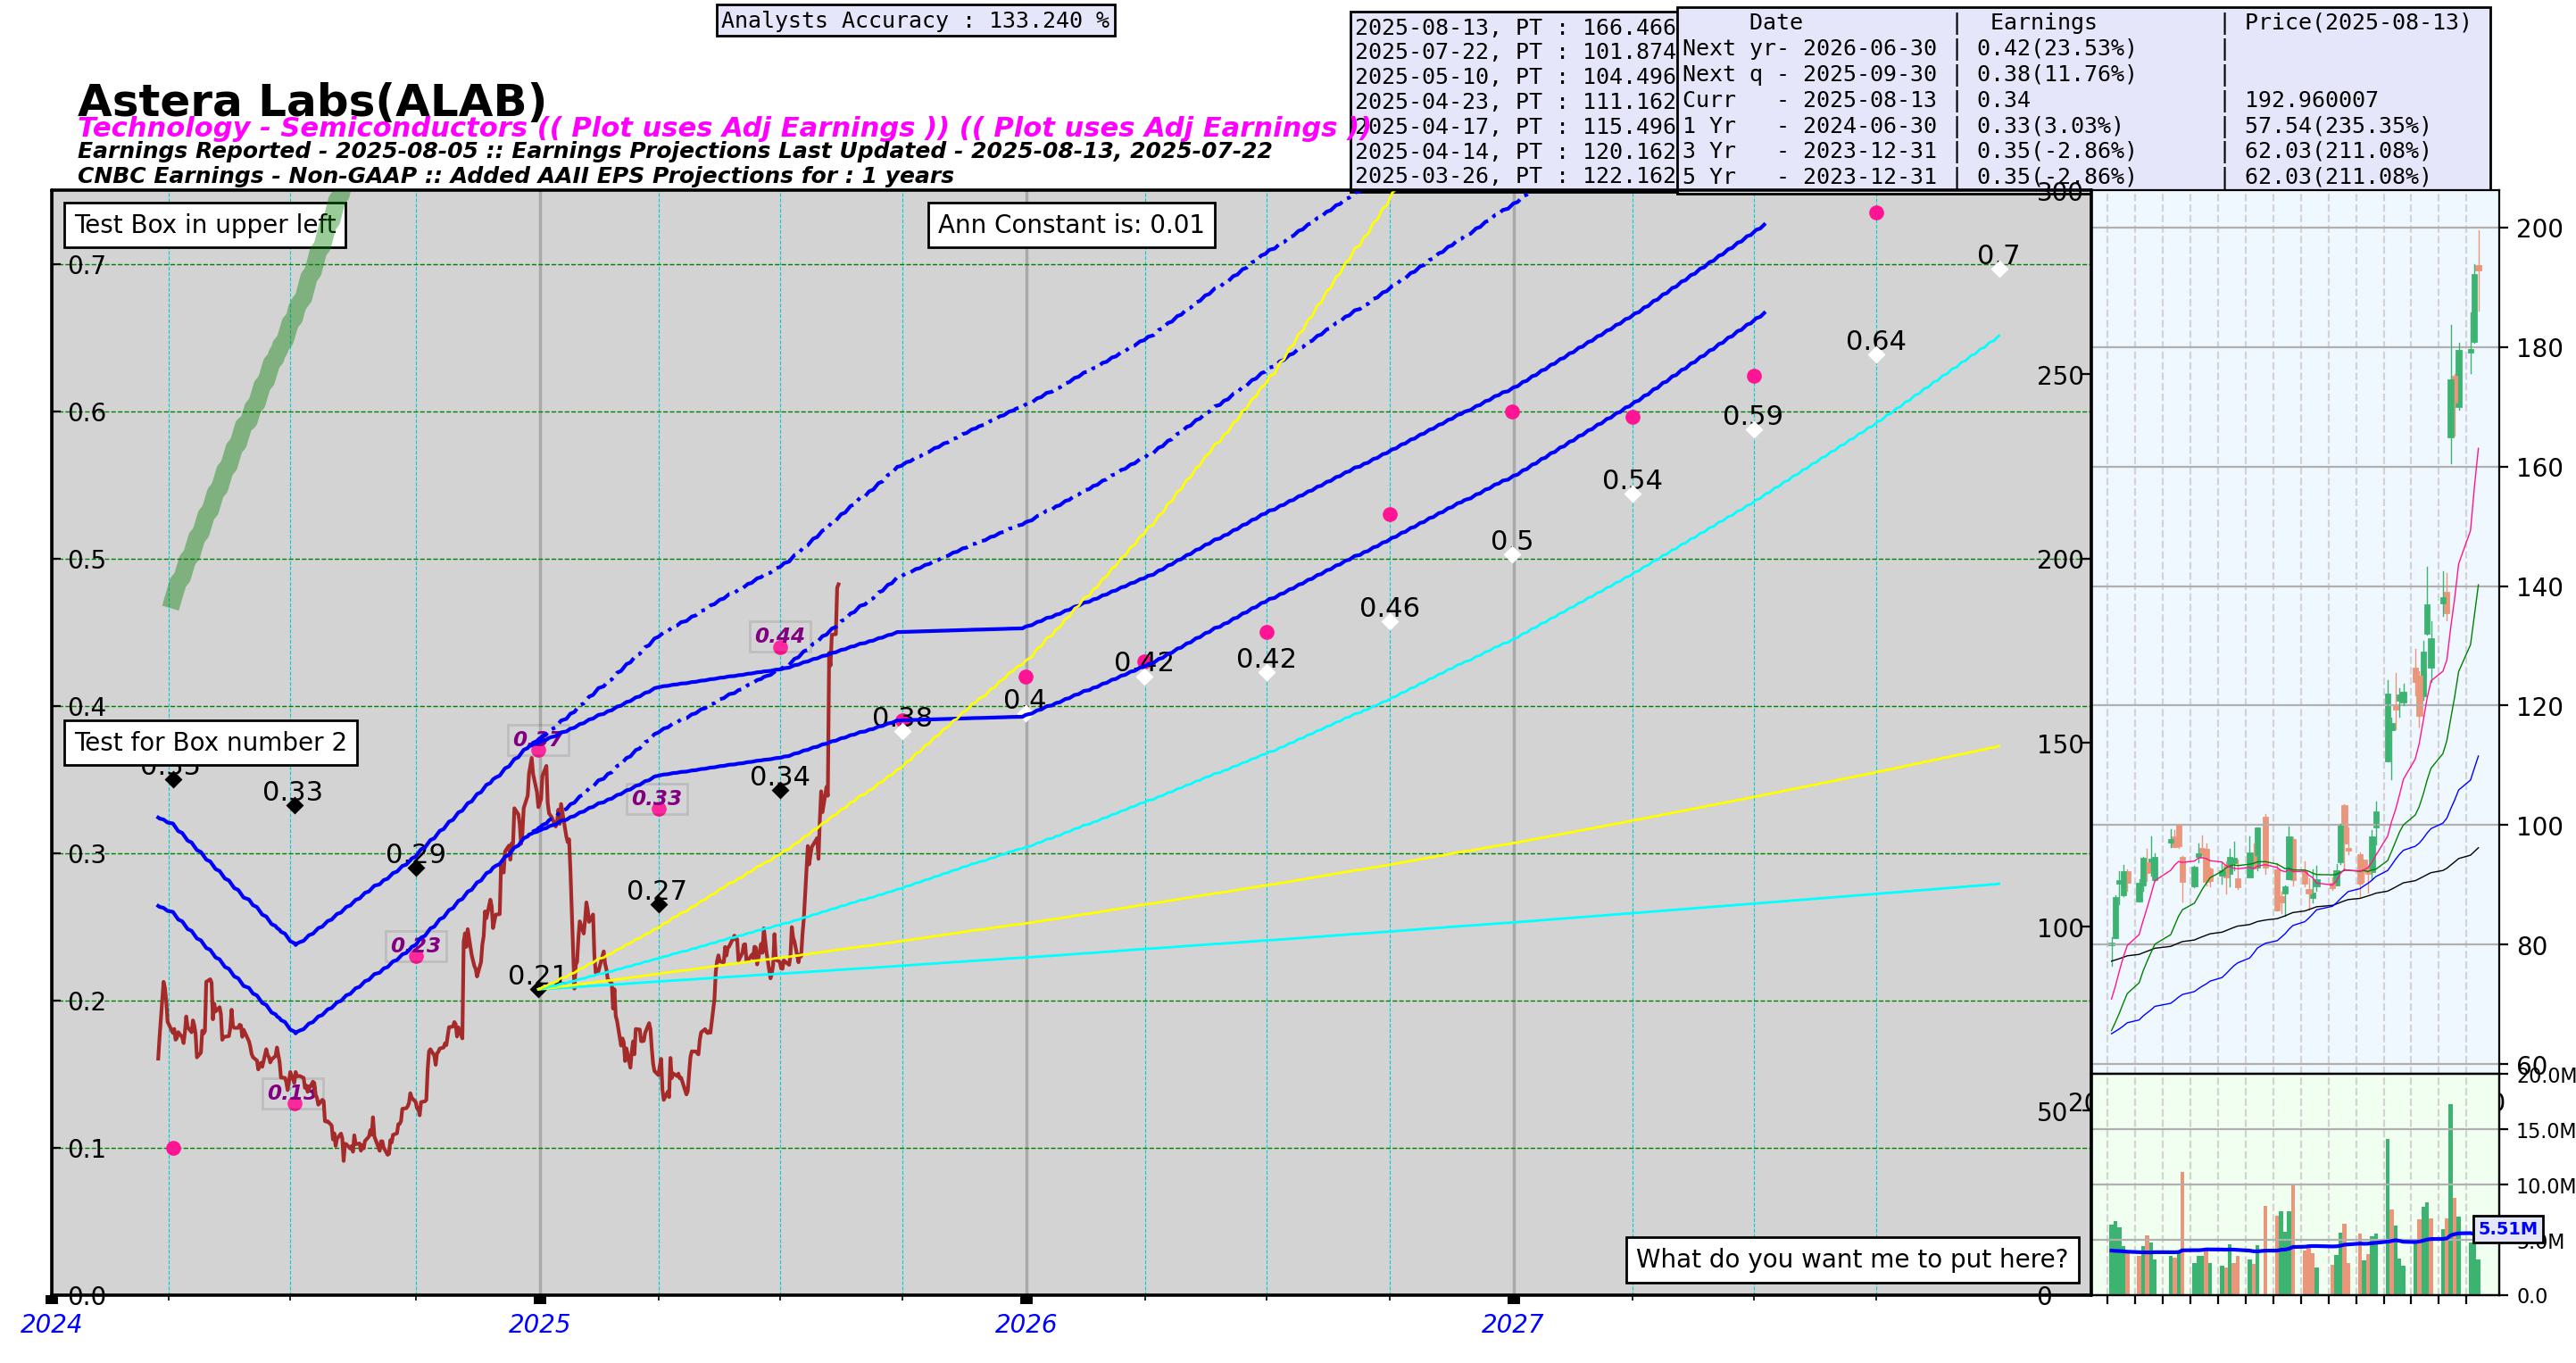 Analysts Accuracy : 133.240 %
2025-08-13, PT : 166.466
2025-07-22, PT : 101.874
2025-05-10, PT : 104.496
2025-04-23, PT : 111.162
2025-04-17, PT : 115.496
2025-04-14, PT : 120.162
2025-03-26, PT : 122.162
Date | Earnings | Price(2025-08-13)
Next yr- 2026-06-30 | 0.42(23.53%) |
Next q - 2025-09-30 | 0.38(11.76%) |
Curr - 2025-08-13 | 0.34 | 192.960007
1 Yr - 2024-06-30 | 0.33(3.03%) | 57.54(235.35%)
3 Yr - 2023-12-31 | 0.35(-2.86%) | 62.03(211.08%)
5 Yr - 2023-12-31 | 0.35(-2.86%) | 62.03(211.08%)
Astera Labs(ALAB)
Technology - Semiconductors (( Plot uses Adj Earnings )) (( Plot uses Adj Earnings ))
Earnings Reported - 2025-08-05 :: Earnings Projections Last Updated - 2025-08-13, 2025-07-22
CNBC Earnings - Non-GAAP :: Added AAII EPS Projections for : 1 years
Test Box in upper left
Ann Constant is: 0.01
Test for Box number 2
What do you want me to put here?
0.7
0.6
0.5
0.4
0.3
0.2
0.1
0.0
0.33
0.29
0.21
0.27
0.34
0.38
0.4
0.42
0.42
0.46
0.5
0.54
0.59
0.64
0.7
0.13
0.23
0.37
0.33
0.44
300
250
200
150
100
50
0
200
180
160
140
120
100
80
60
20.0M
15.0M
10.0M
5.0M
0.0
5.51M
2024
2025
2026
2027